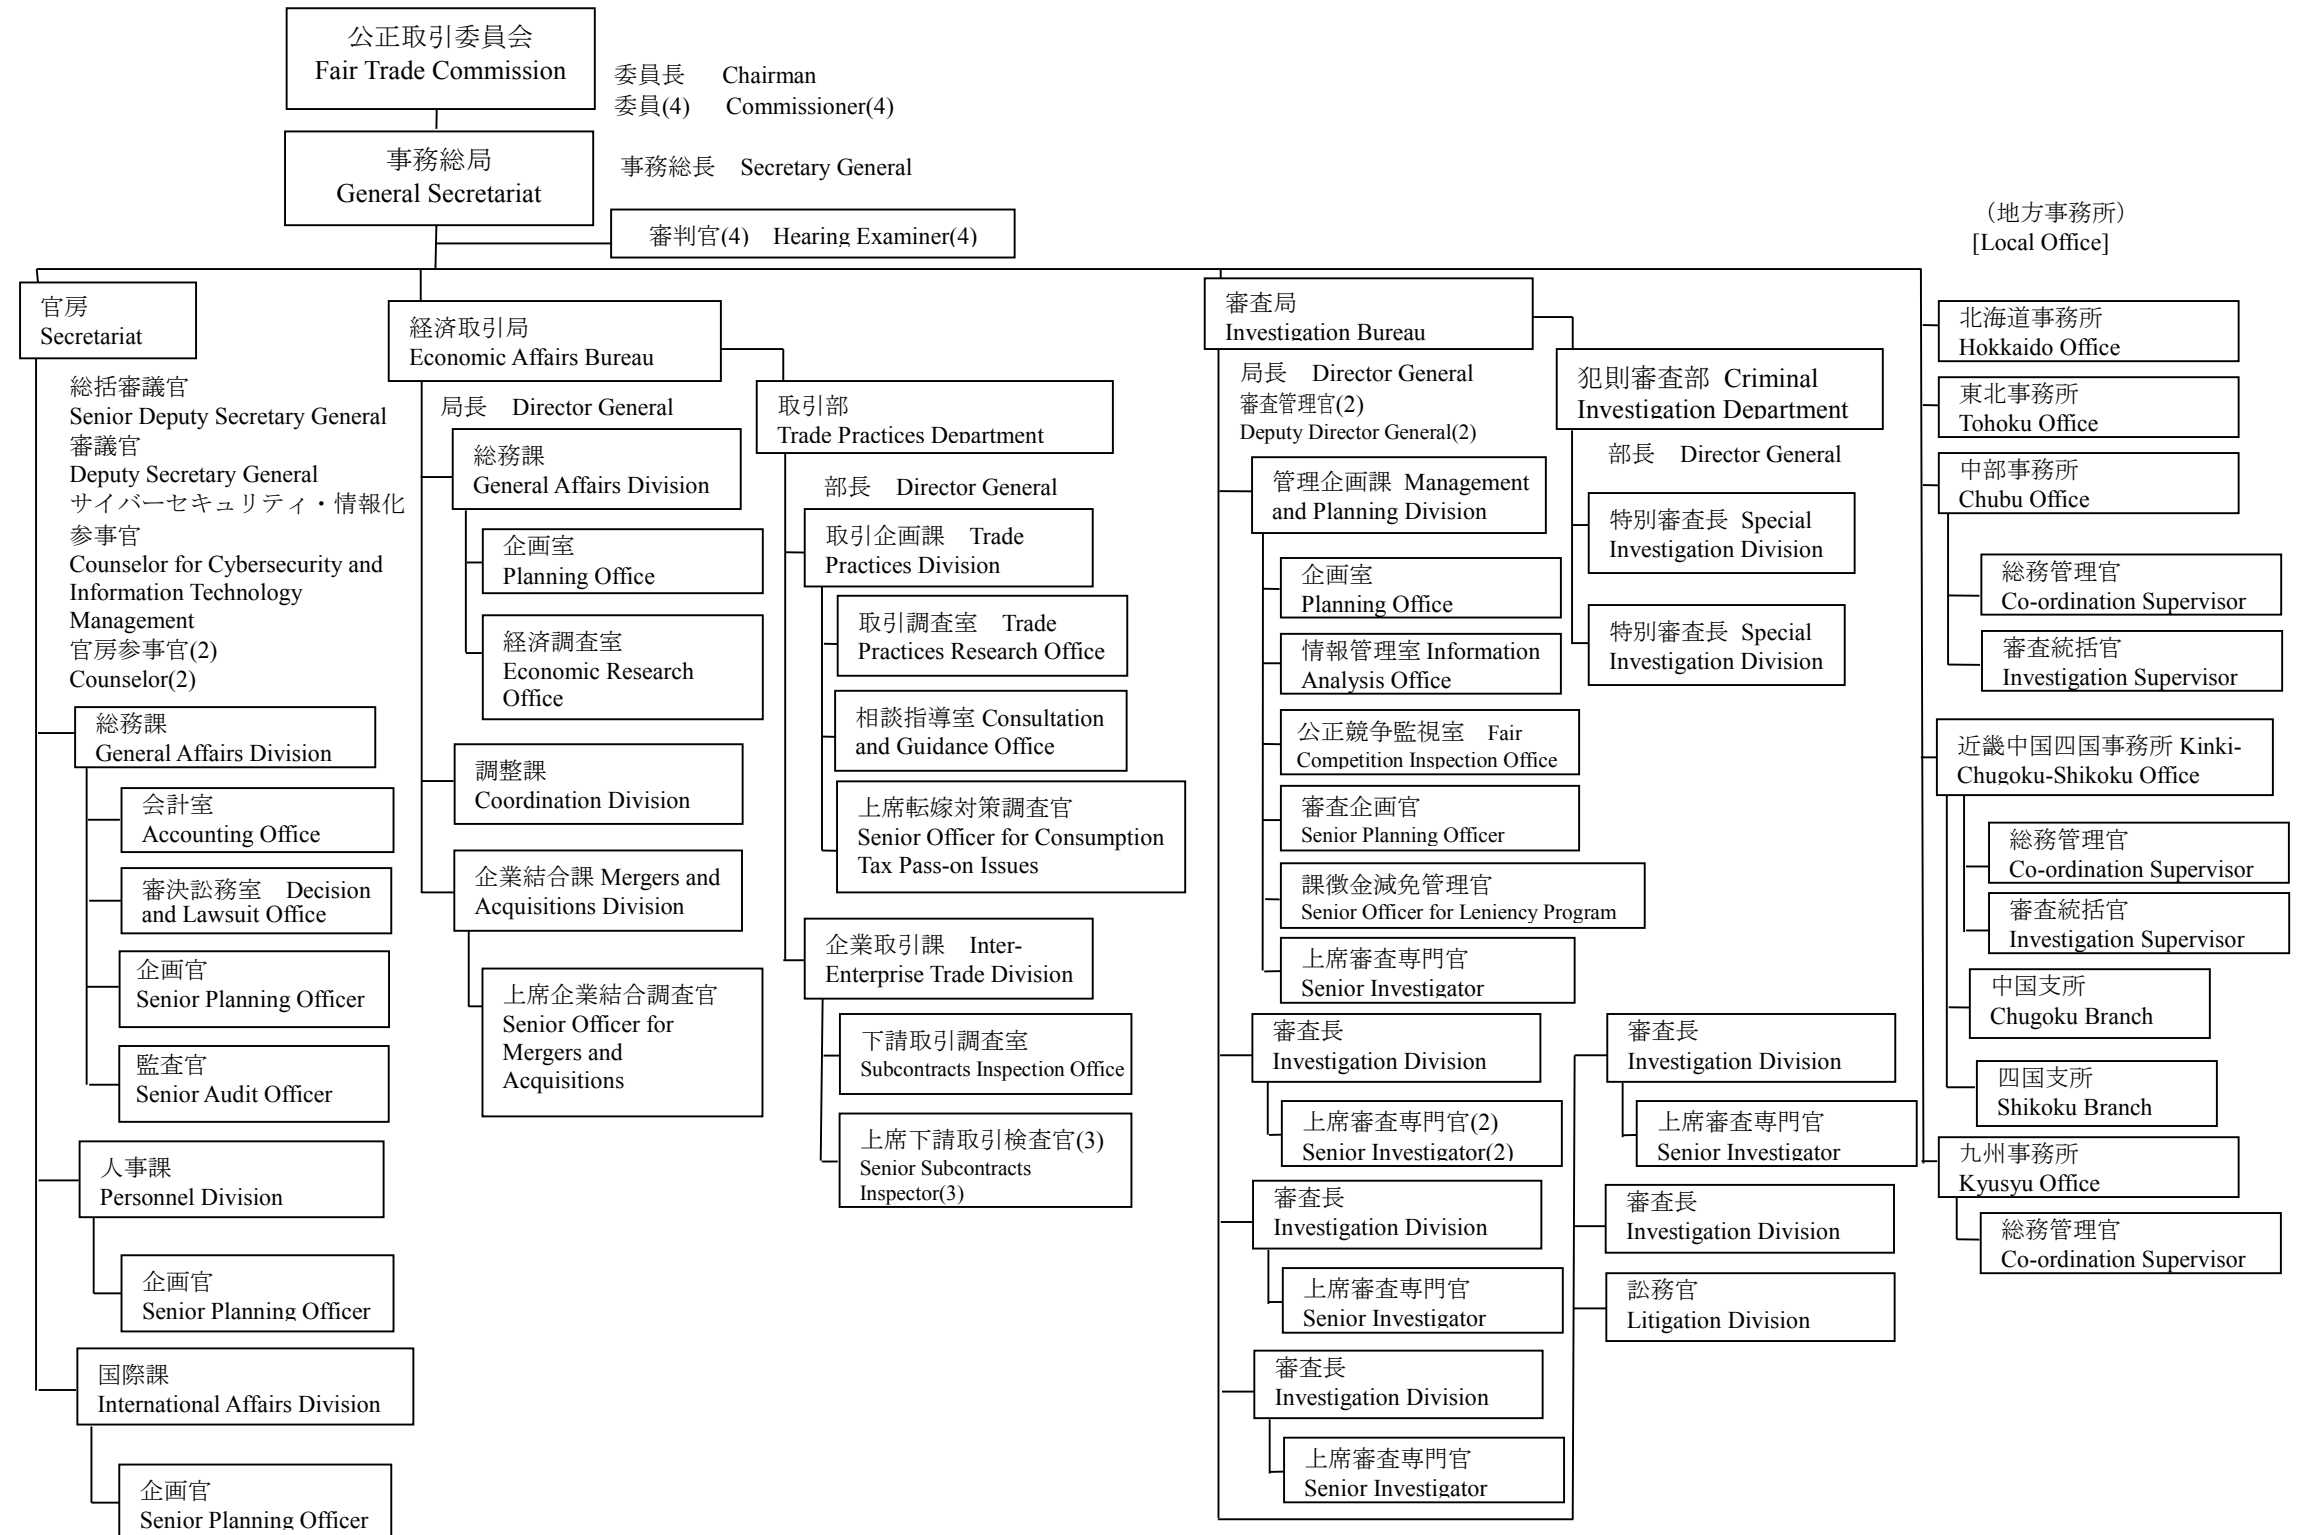 公正取引委員会
Fair Trade Commission
委員長 Chairman
委員(4) Commissioner(4)
事務総局
General Secretariat
事務総長 Secretary General
審判官(4) Hearing Examiner(4)
官房
Secretariat
総括審議官
Senior Deputy Secretary General
審議官
Deputy Secretary General
サイバーセキュリティ・情報化
参事官
Counselor for Cybersecurity and
Information Technology
Management
官房参事官(2)
Counselor(2)
総務課
General Affairs Division
会計室
Accounting Office
審決訟務室 Decision
and Lawsuit Office
企画官
Senior Planning Officer
監査官
Senior Audit Officer
人事課
Personnel Division
企画官
Senior Planning Officer
国際課
International Affairs Division
企画官
Senior Planning Officer
経済取引局
Economic Affairs Bureau
局長 Director General
総務課
General Affairs Division
企画室
Planning Office
経済調査室
Economic Research
Office
調整課
Coordination Division
企業結合課 Mergers and
Acquisitions Division
上席企業結合調査官
Senior Officer for
Mergers and
Acquisitions
取引部
Trade Practices Department
部長 Director General
取引企画課 Trade
Practices Division
取引調査室 Trade
Practices Research Office
相談指導室 Consultation
and Guidance Office
上席転嫁対策調査官
Senior Officer for Consumption
Tax Pass-on Issues
企業取引課 Inter-
Enterprise Trade Division
下請取引調査室
Subcontracts Inspection Office
上席下請取引検査官(3)
Senior Subcontracts
Inspector(3)
審査局
Investigation Bureau
局長 Director General
審査管理官(2)
Deputy Director General(2)
管理企画課 Management
and Planning Division
企画室
Planning Office
情報管理室 Information
Analysis Office
公正競争監視室 Fair
Competition Inspection Office
審査企画官
Senior Planning Officer
課徴金減免管理官
Senior Officer for Leniency Program
上席審査専門官
Senior Investigator
審査長
Investigation Division
上席審査専門官(2)
Senior Investigator(2)
審査長
Investigation Division
上席審査専門官
Senior Investigator
審査長
Investigation Division
上席審査専門官
Senior Investigator
審査長
Investigation Division
上席審査専門官
Senior Investigator
審査長
Investigation Division
訟務官
Litigation Division
犯則審査部 Criminal
Investigation Department
部長 Director General
特別審査長 Special
Investigation Division
特別審査長 Special
Investigation Division
（地方事務所）
[Local Office]
北海道事務所
Hokkaido Office
東北事務所
Tohoku Office
中部事務所
Chubu Office
総務管理官
Co-ordination Supervisor
審査統括官
Investigation Supervisor
近畿中国四国事務所 Kinki-
Chugoku-Shikoku Office
総務管理官
Co-ordination Supervisor
審査統括官
Investigation Supervisor
中国支所
Chugoku Branch
四国支所
Shikoku Branch
九州事務所
Kyusyu Office
総務管理官
Co-ordination Supervisor